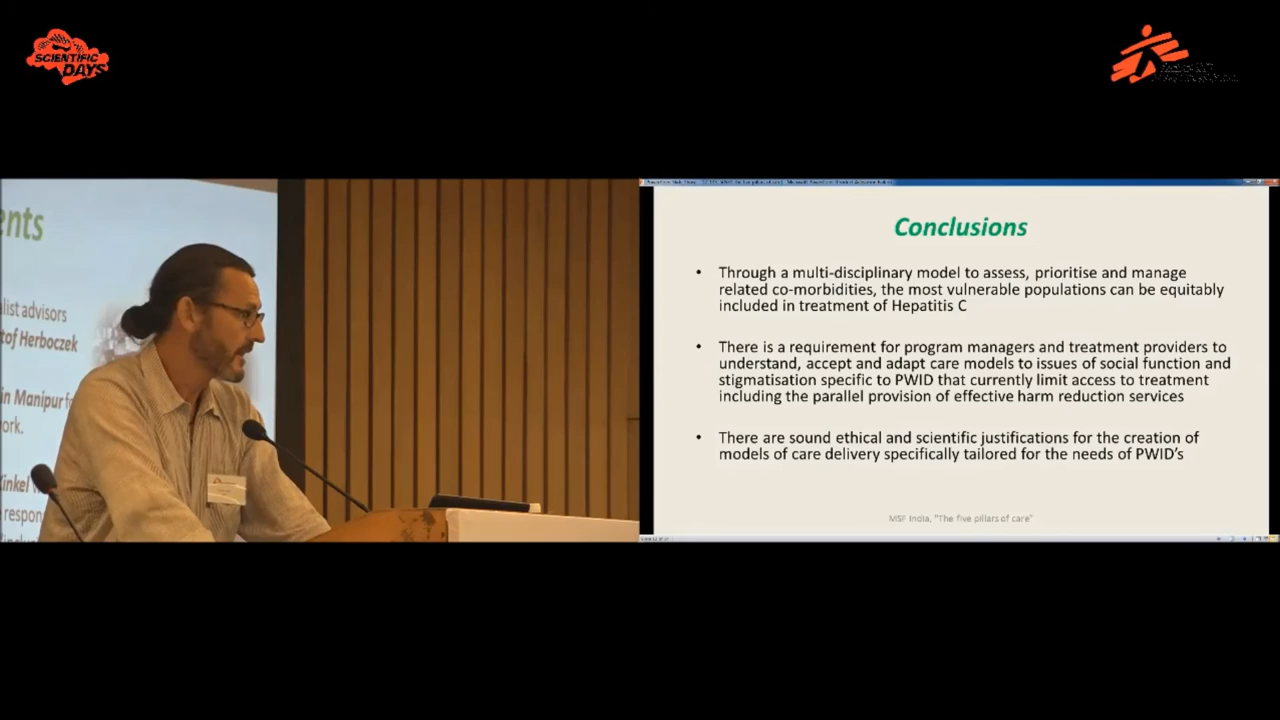 SCIENTIFIC
DAYS
ents
list advisors
tof Herboczek
in Manipur f
ork.
inkel
respon
Conclusions
• Through a multi-disciplinary model to assess, prioritise and manage
related co-morbidities, the most vulnerable populations can be equitably
included in treatment of Hepatitis C
• There is a requirement for program managers and treatment providers to
understand, accept and adapt care models to issues of social function and
stigmatisation specific to PWID that currently limit access to treatment
including the parallel provision of effective harm reduction services
• There are sound ethical and scientific justifications for the creation of
models of care delivery specifically tailored for the needs of PWID's
MSF India, "The five pillars of care"